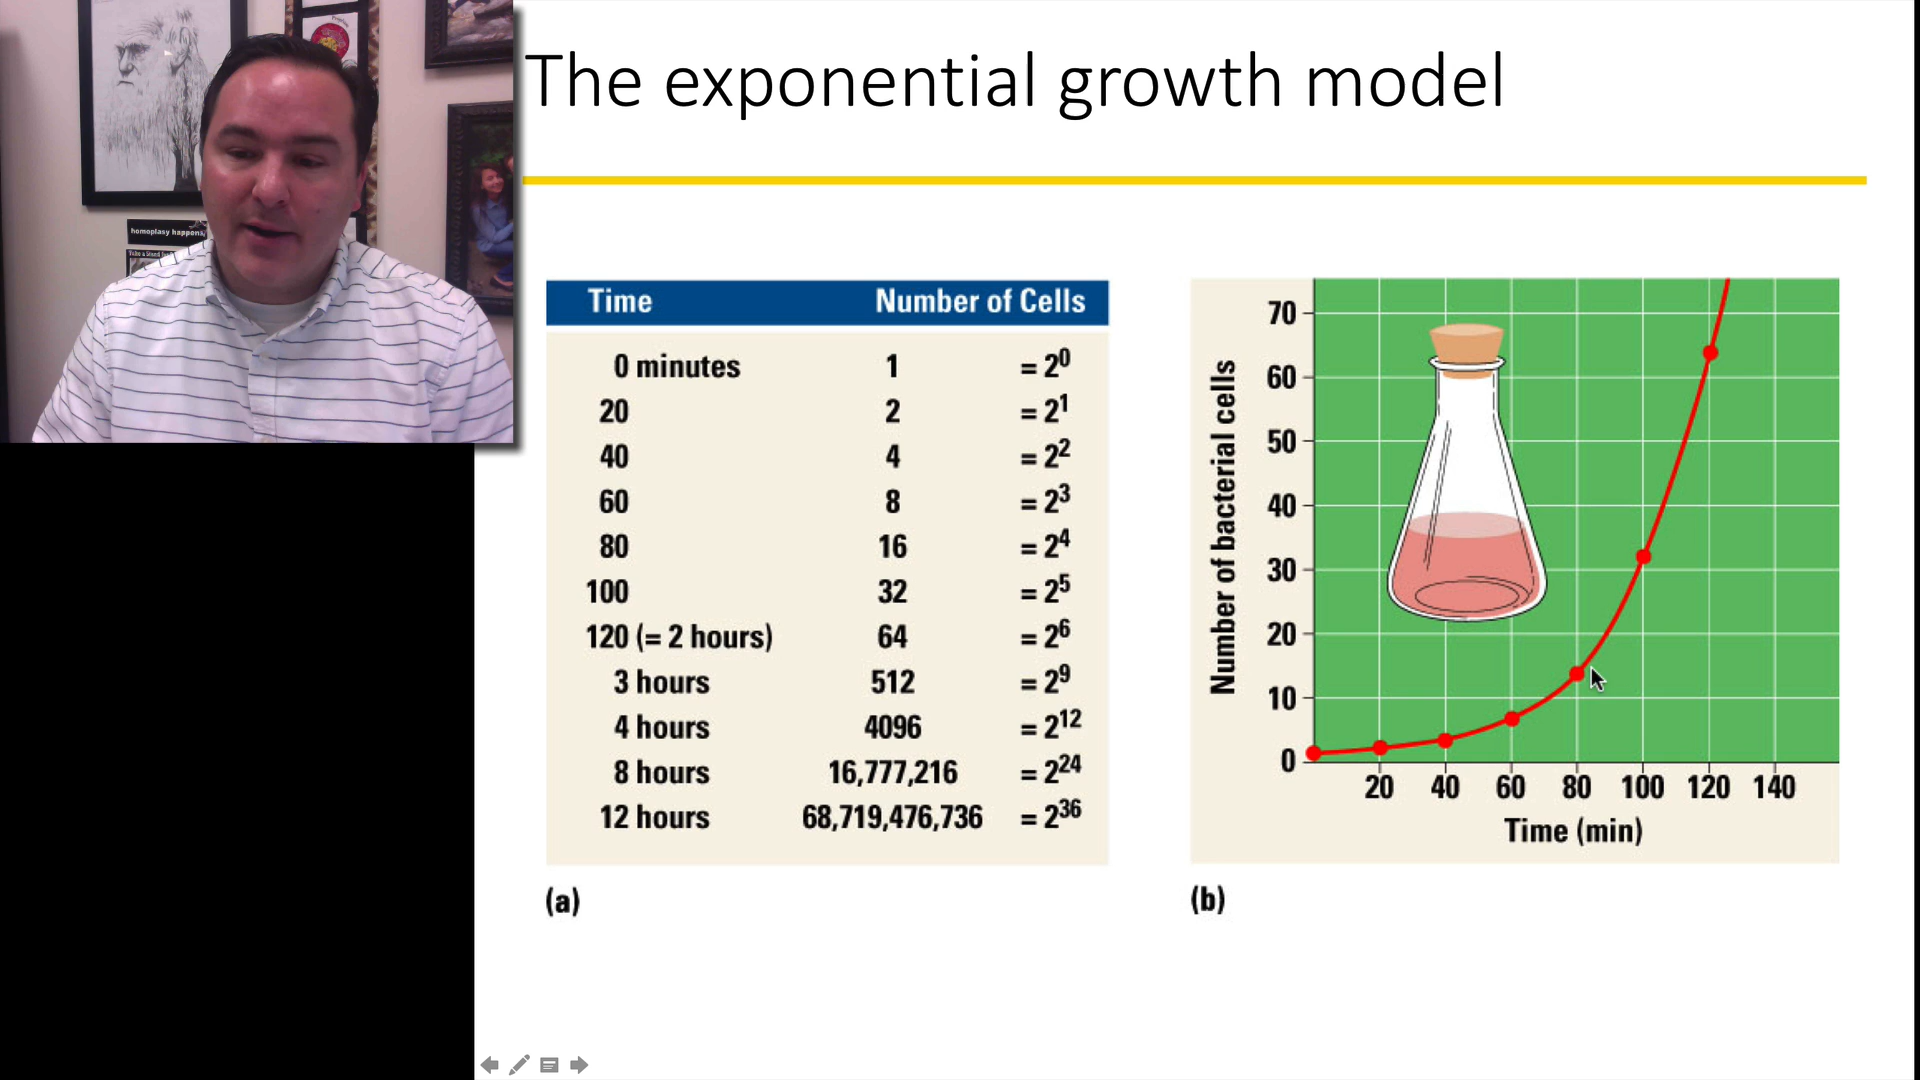 The exponential growth model
homoplasy happens
Time Number of Cells
0 minutes 1 = 2⁰
20 2 = 2¹
40 4 = 2²
60 8 = 2³
80 16 = 2⁴
100 32 = 2⁵
120 (= 2 hours) 64 = 2⁶
3 hours 512 = 2⁹
4 hours 4096 = 2¹²
8 hours 16,777,216 = 2²⁴
12 hours 68,719,476,736 = 2³⁶
(a)
Number of bacterial cells
70
60
50
40
30
20
10
0
20 40 60 80 100 120 140
Time (min)
(b)